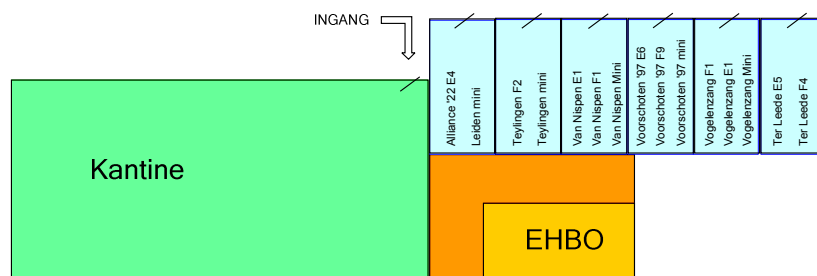 INGANG
Alliance '22 E4
Leiden mini
Teylingen F2
Teylingen mini
Van Nispen E1
Van Nispen F1
Van Nispen Mini
Voorschoten '97 E6
Voorschoten '97 F9
Voorschoten '97 mini
Vogelenzang F1
Vogelenzang E1
Vogelenzang Mini
Ter Leede E5
Ter Leede F4
Kantine
EHBO